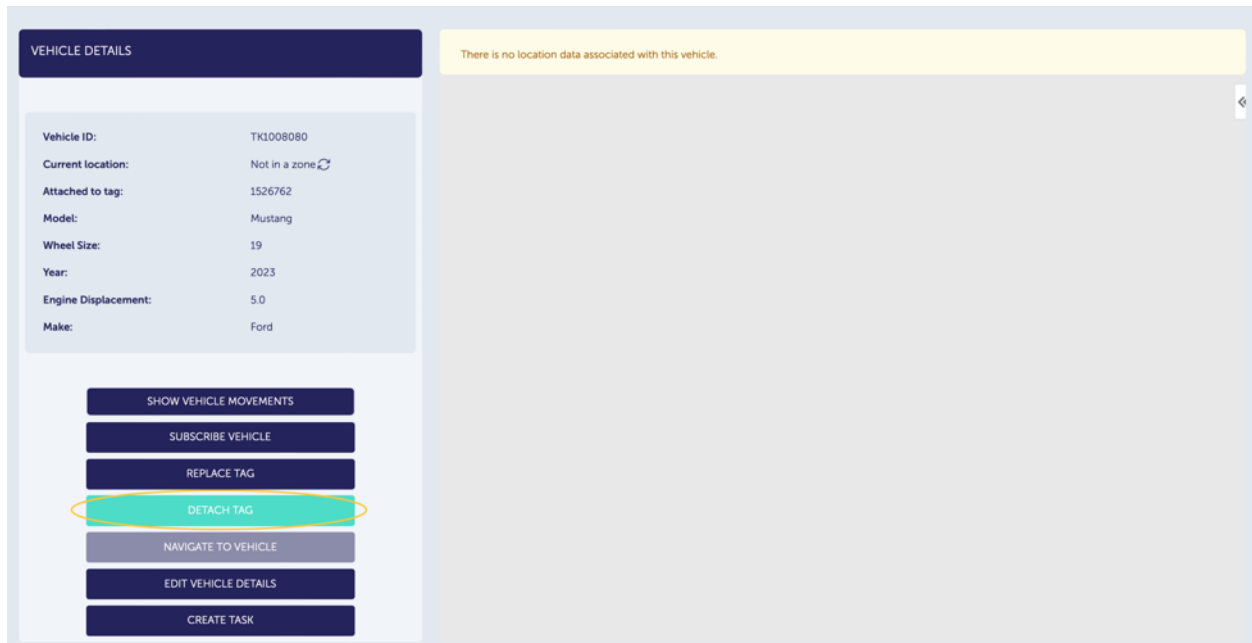 VEHICLE DETAILS
There is no location data associated with this vehicle.
Vehicle ID: TK1008080
Current location: Not in a zone
Attached to tag: 1526762
Model: Mustang
Wheel Size: 19
Year: 2023
Engine Displacement: 5.0
Make: Ford
SHOW VEHICLE MOVEMENTS
SUBSCRIBE VEHICLE
REPLACE TAG
DETACH TAG
NAVIGATE TO VEHICLE
EDIT VEHICLE DETAILS
CREATE TASK